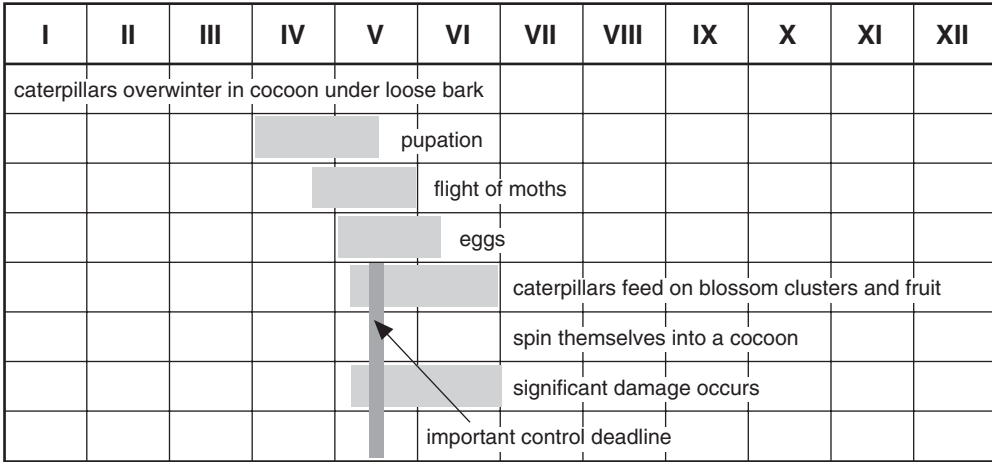 I II III IV V VI VII VIII IX X XI XII
caterpillars overwinter in cocoon under loose bark
pupation
flight of moths
eggs
caterpillars feed on blossom clusters and fruit
spin themselves into a cocoon
significant damage occurs
important control deadline